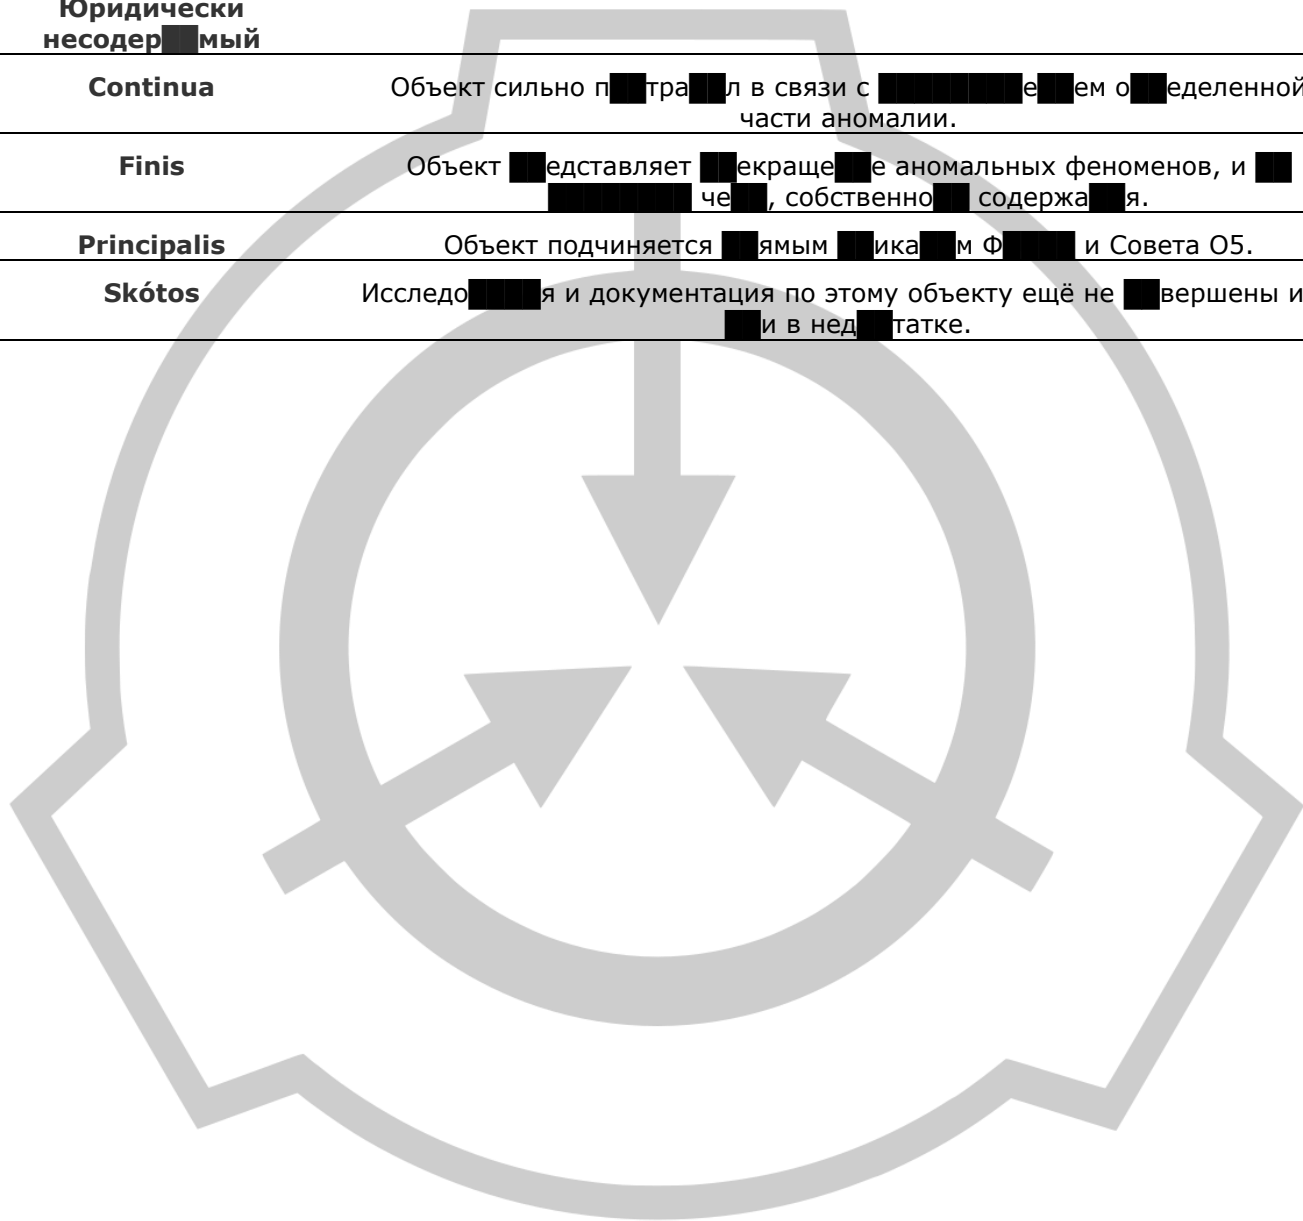 Юридически
несодер██мый
Continua
Объект сильно п██тра██л в связи с ████████е██ем о██еделенной
части аномалии.
Finis
Объект ██едставляет ██екраще██е аномальных феноменов, и ██
████████ че██, собственно██ содержа██я.
Principalis
Объект подчиняется ██ямым ██ика██м Ф████ и Совета О5.
Skótos
Исследо████я и документация по этому объекту ещё не ██вершены и
██и в нед██татке.